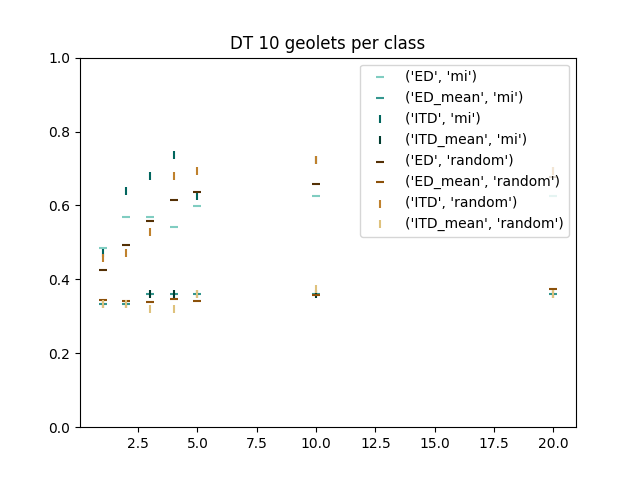 DT 10 geolets per class
1.0
0.8
0.6
0.4
0.2
0.0
('ED', 'mi')
('ED_mean', 'mi')
('ITD', 'mi')
('ITD_mean', 'mi')
('ED', 'random')
('ED_mean', 'random')
('ITD', 'random')
('ITD_mean', 'random')
2.5 5.0 7.5 10.0 12.5 15.0 17.5 20.0